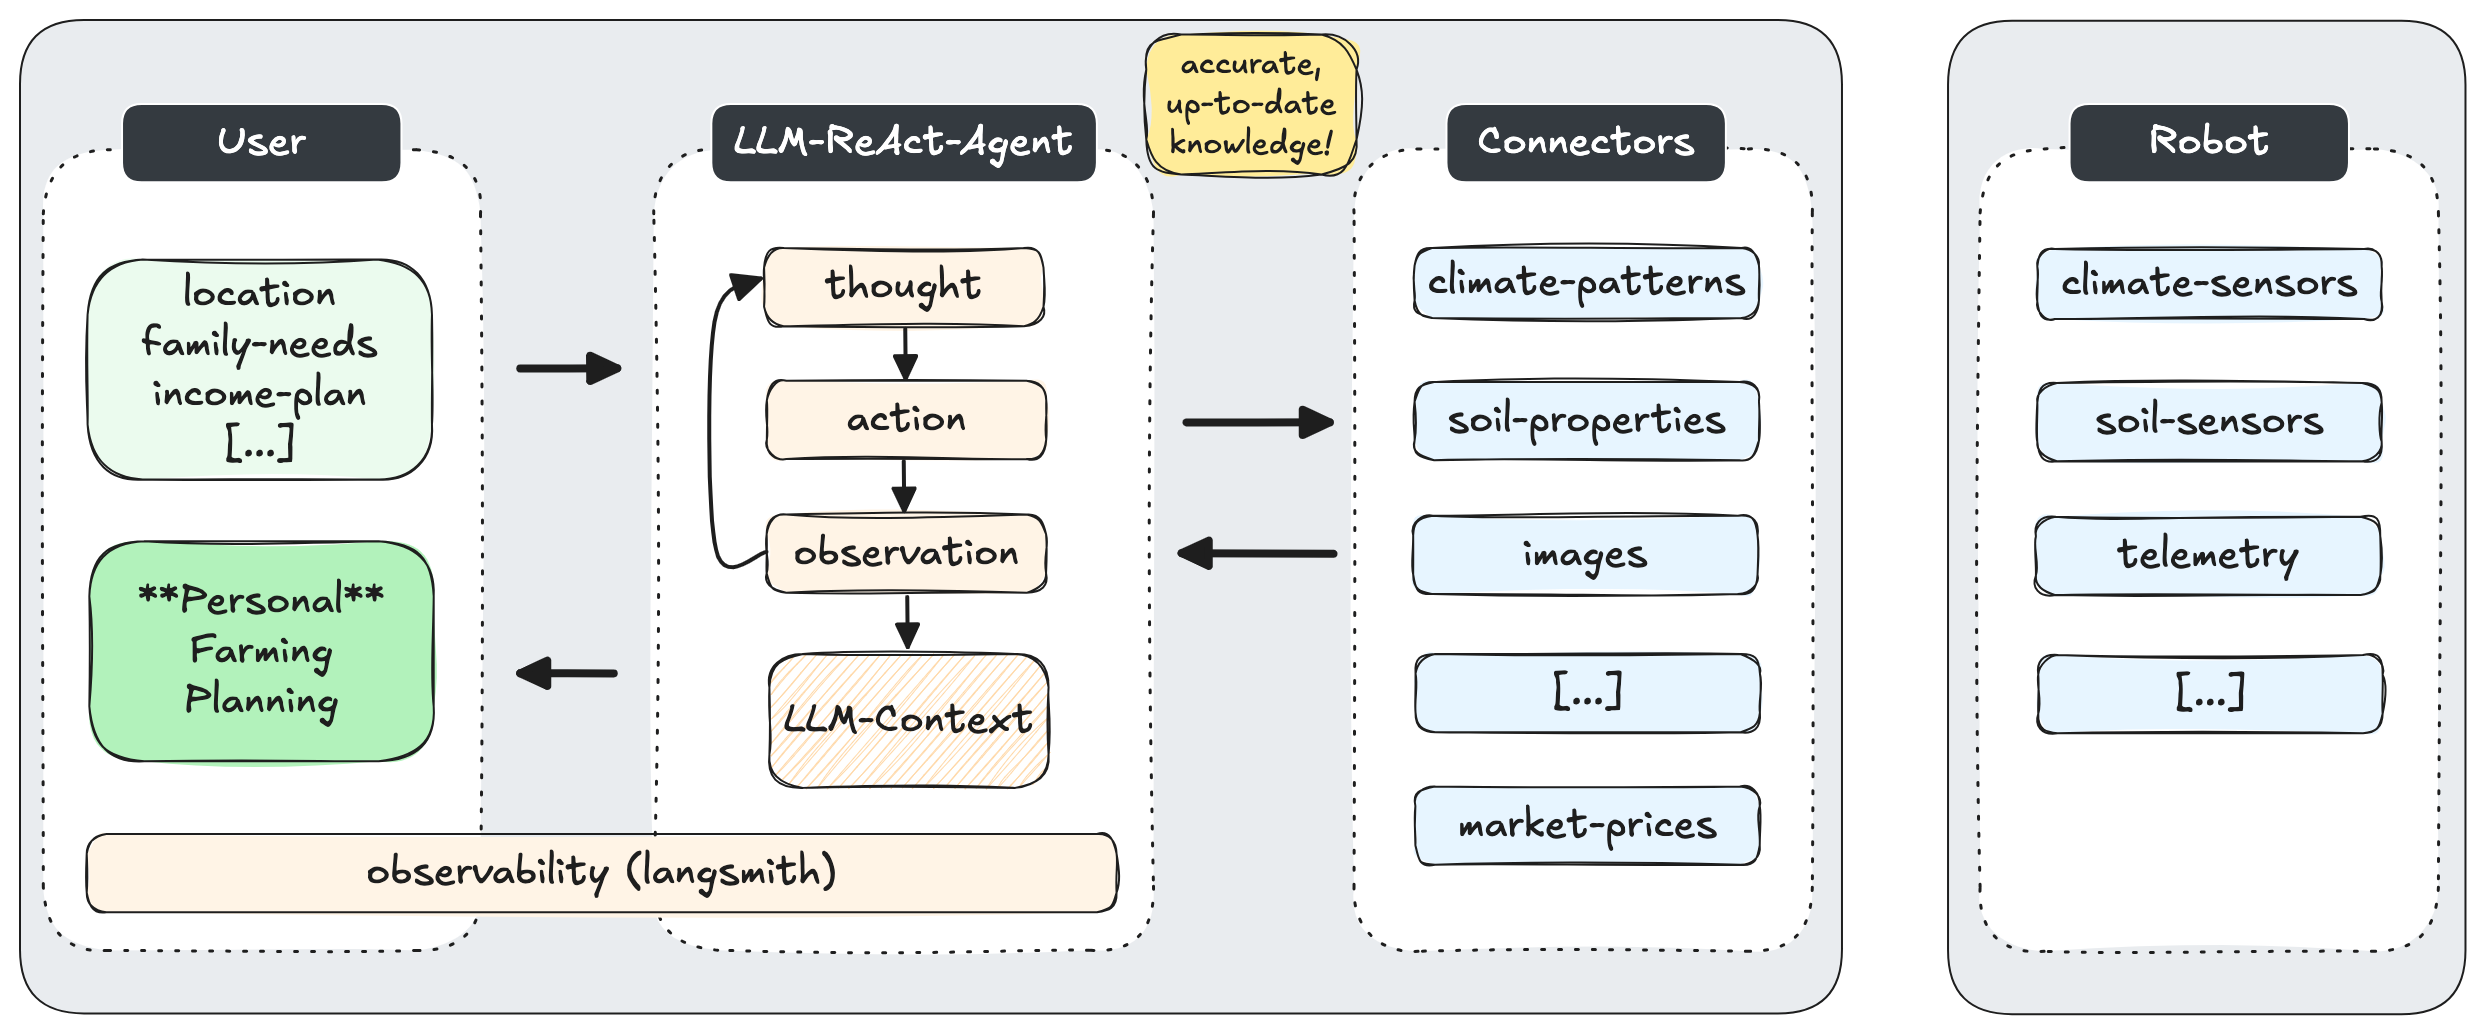 User
location
family-needs
income-plan
[...]
**Personal**
Farming
Planning
LLM-ReAct-Agent
thought
action
observation
LLM-Context
observability (langsmith)
accurate,
up-to-date
knowledge!
Connectors
climate-patterns
soil-properties
images
[...]
market-prices
Robot
climate-sensors
soil-sensors
telemetry
[...]